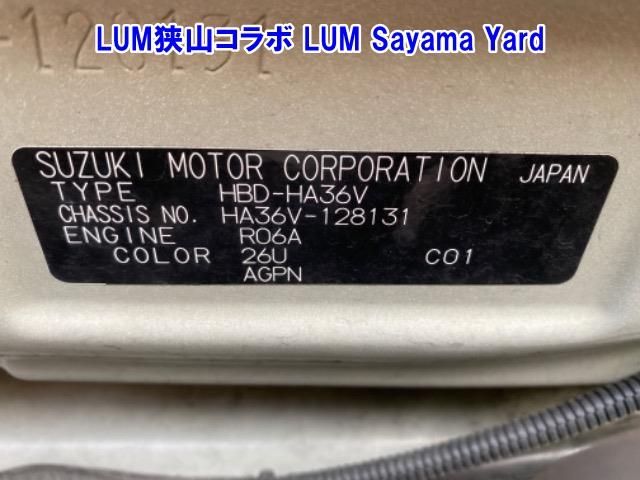 LUM狭山コラボ LUM Sayama Yard
-128131
SUZUKI MOTOR CORPORATION JAPAN
TYPE HBD-HA36V
CHASSIS NO. HA36V-128131
ENGINE R06A
COLOR 26U C01
AGPN